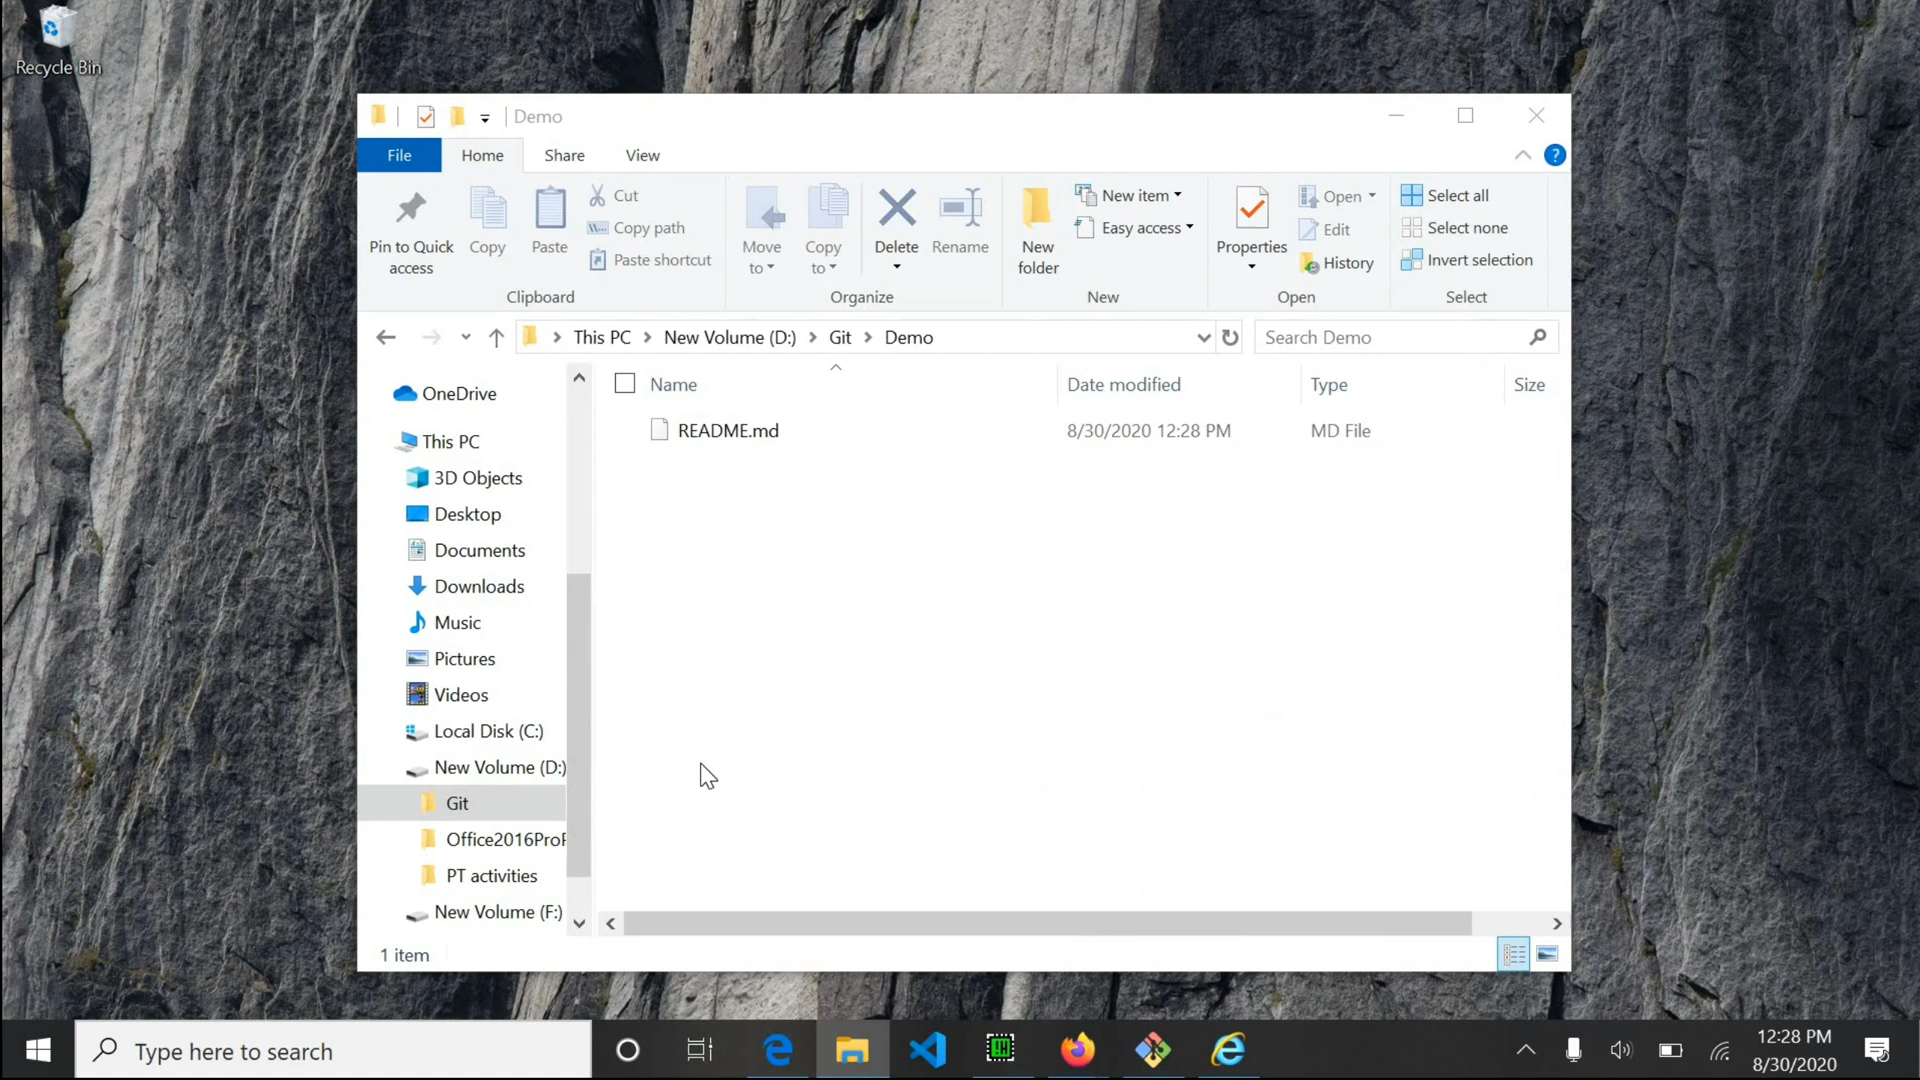 Recycle Bin
Demo
File Home Share View
Pin to Quick access
Copy
Paste
Cut
Copy path
Paste shortcut
Clipboard
Move to
Copy to
Delete
Rename
Organize
New folder
New item
Easy access
New
Properties
Open
Edit
History
Open
Select all
Select none
Invert selection
Select
This PC New Volume (D:) Git Demo
Search Demo
Name Date modified Type Size
README.md 8/30/2020 12:28 PM MD File
OneDrive
This PC
3D Objects
Desktop
Documents
Downloads
Music
Pictures
Videos
Local Disk (C:)
New Volume (D:)
Git
Office2016ProP
PT activities
New Volume (F:)
1 item
Type here to search
12:28 PM
8/30/2020